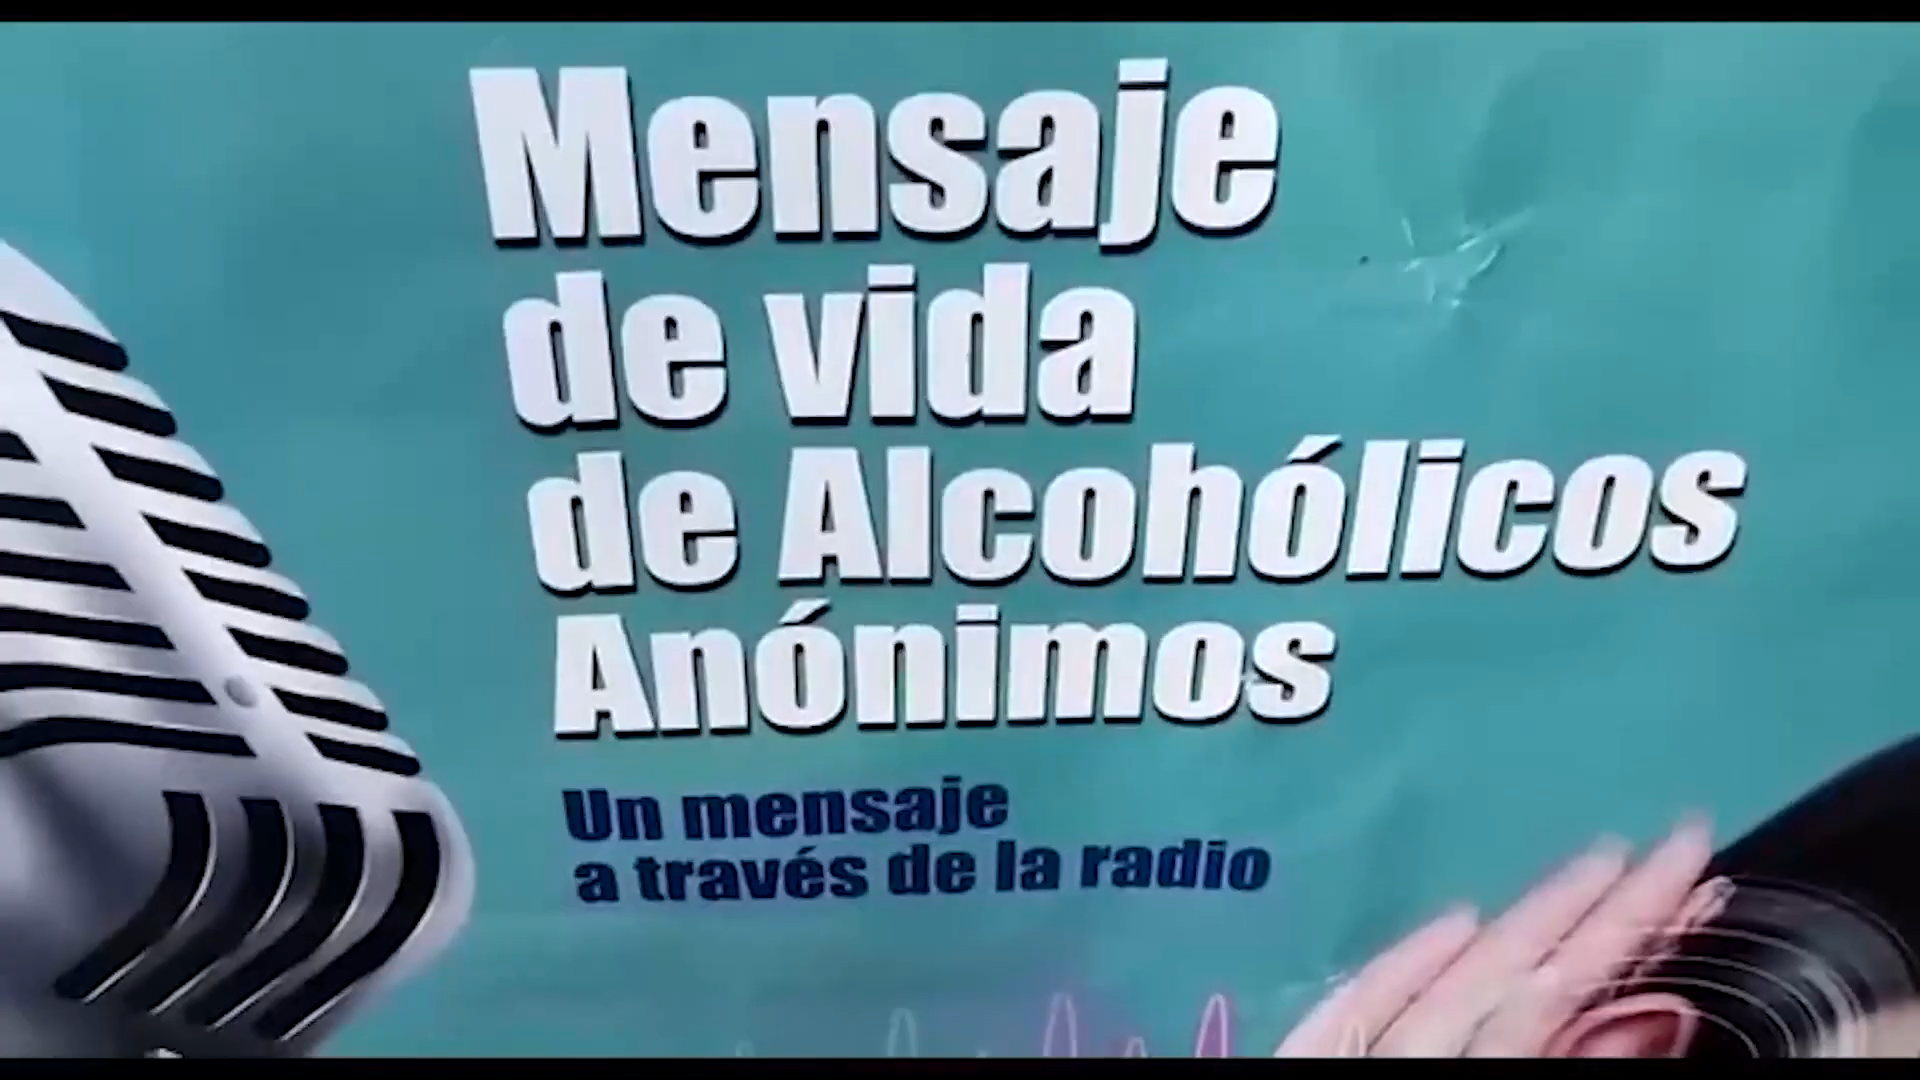 Mensaje
de vida
de Alcohólicos
Anónimos
Un mensaje
a través de la radio